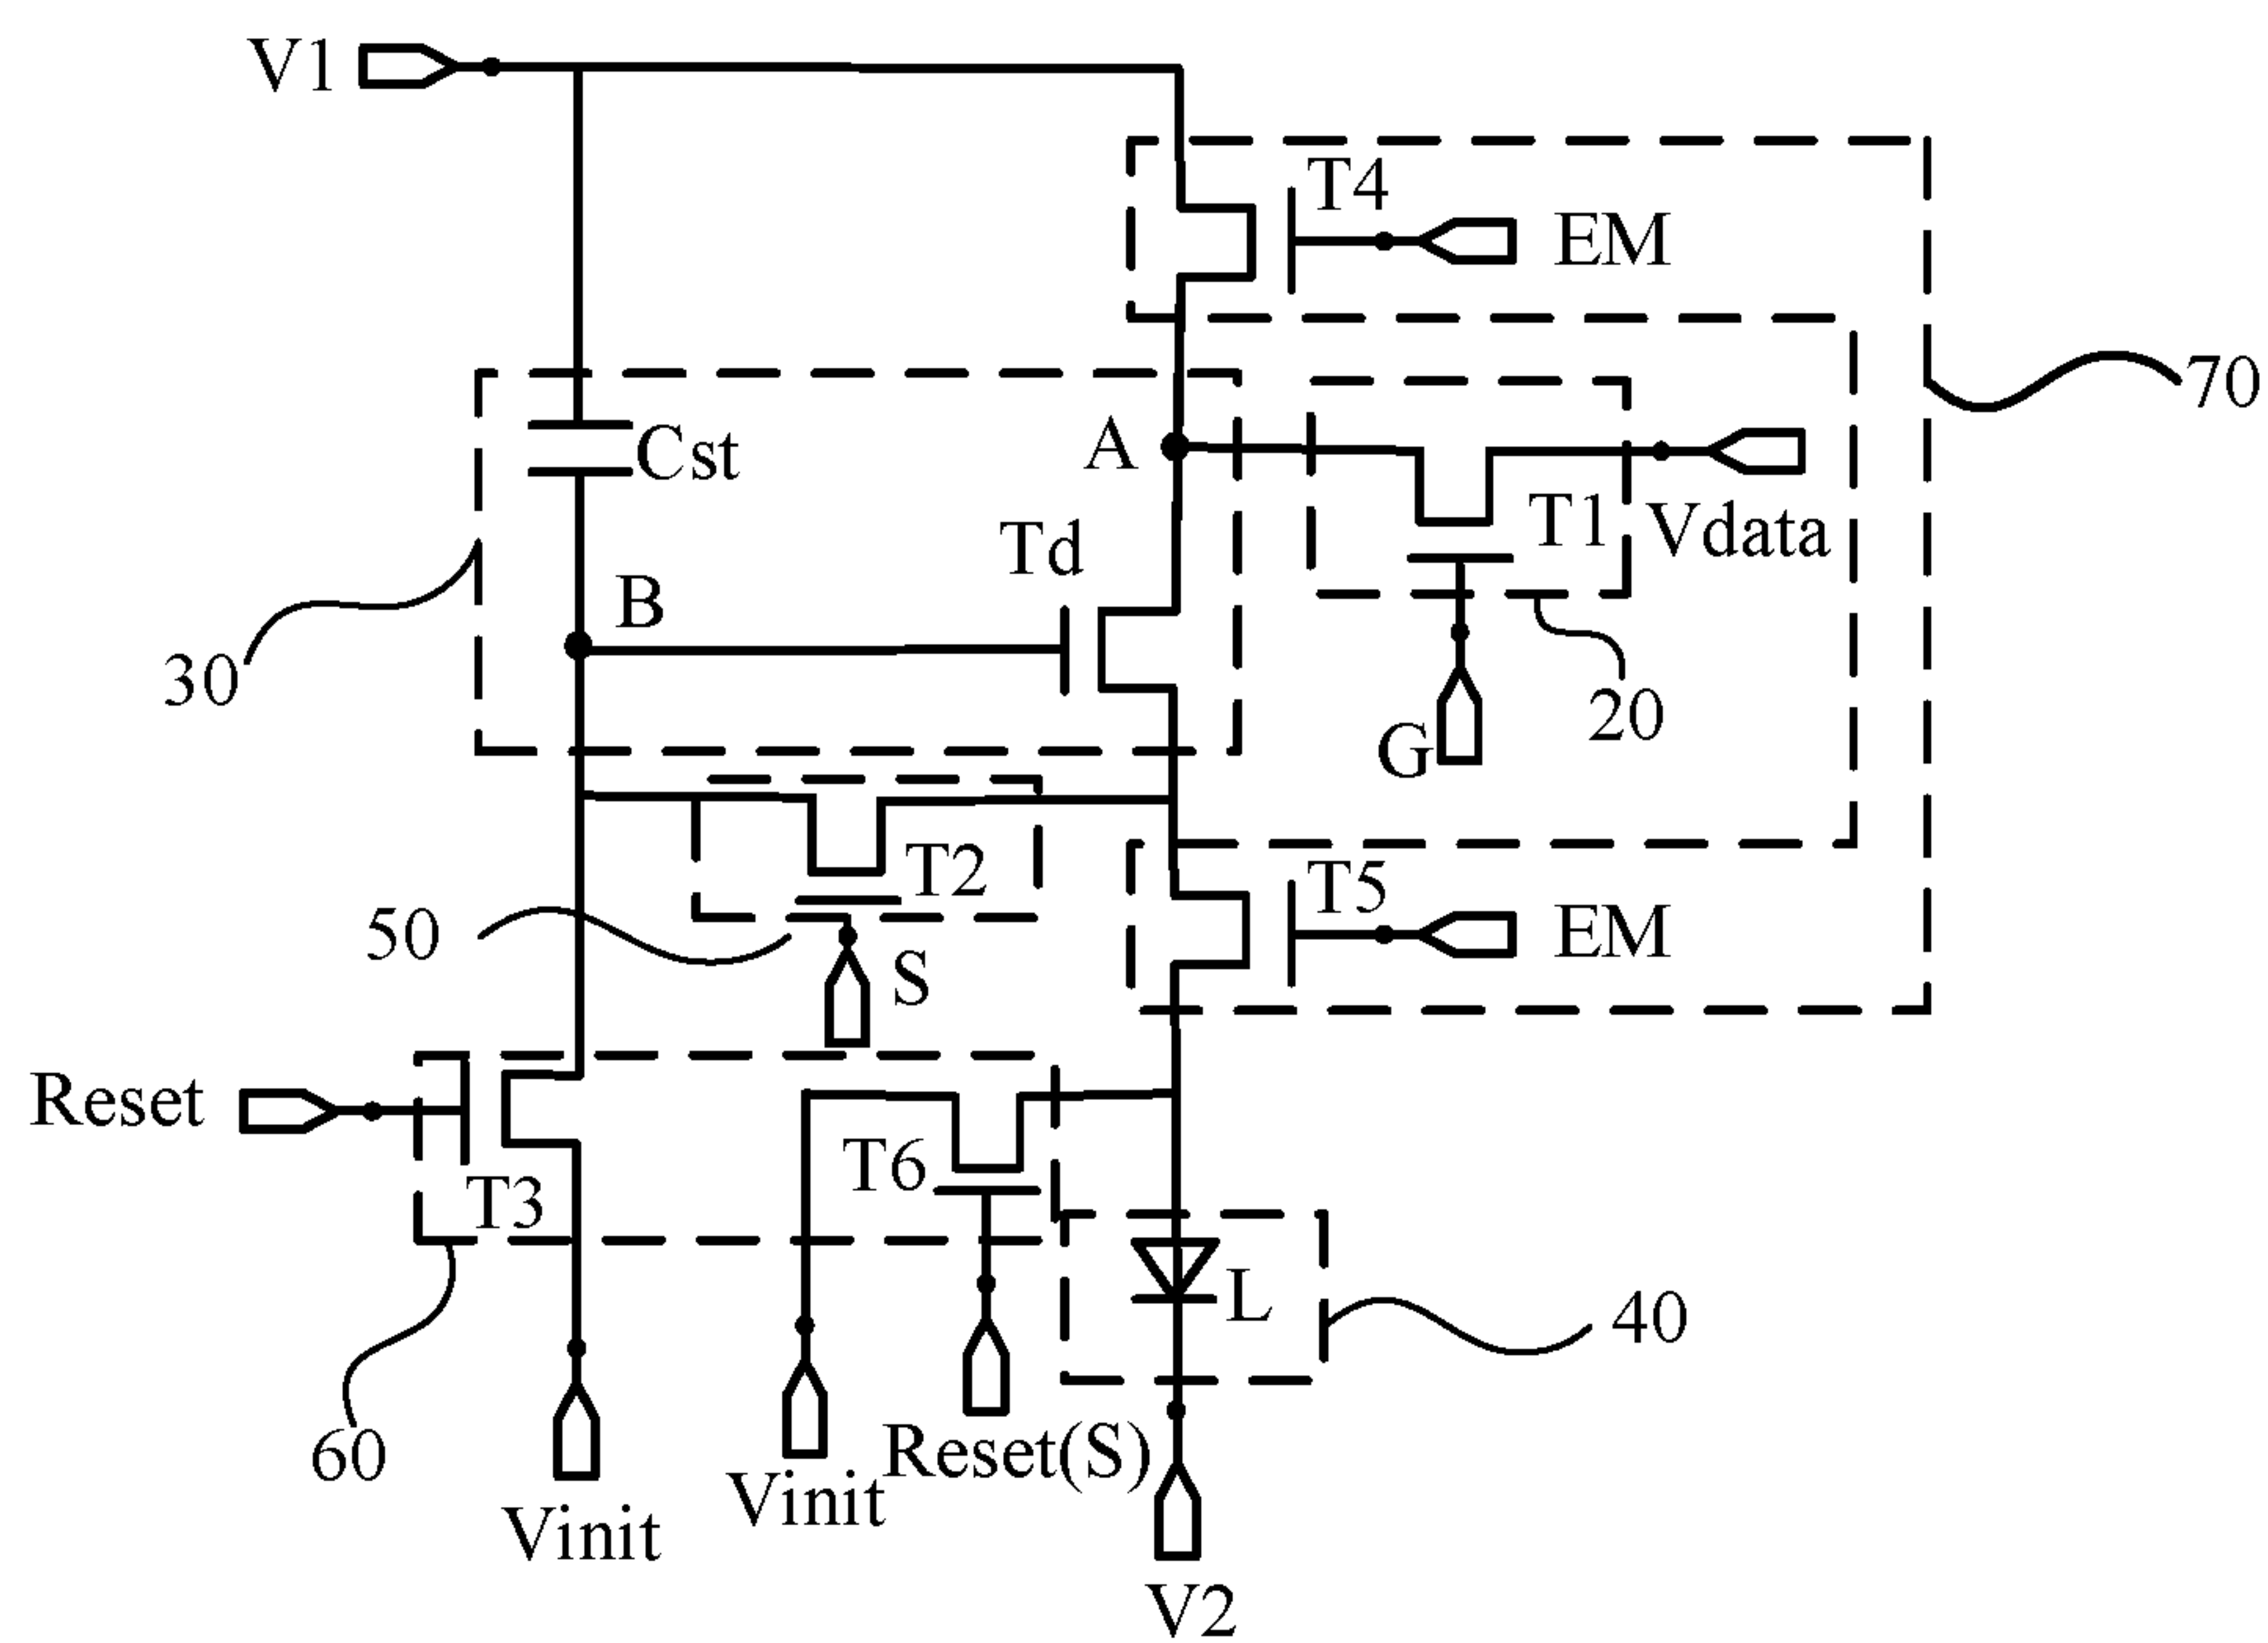 V1
T4
EM
70
Cst
A
T1
Vdata
Td
B
30
20
G
T2
T5
50
EM
S
Reset
T6
T3
L
40
60
Reset(S)
Vinit
Vinit
V2